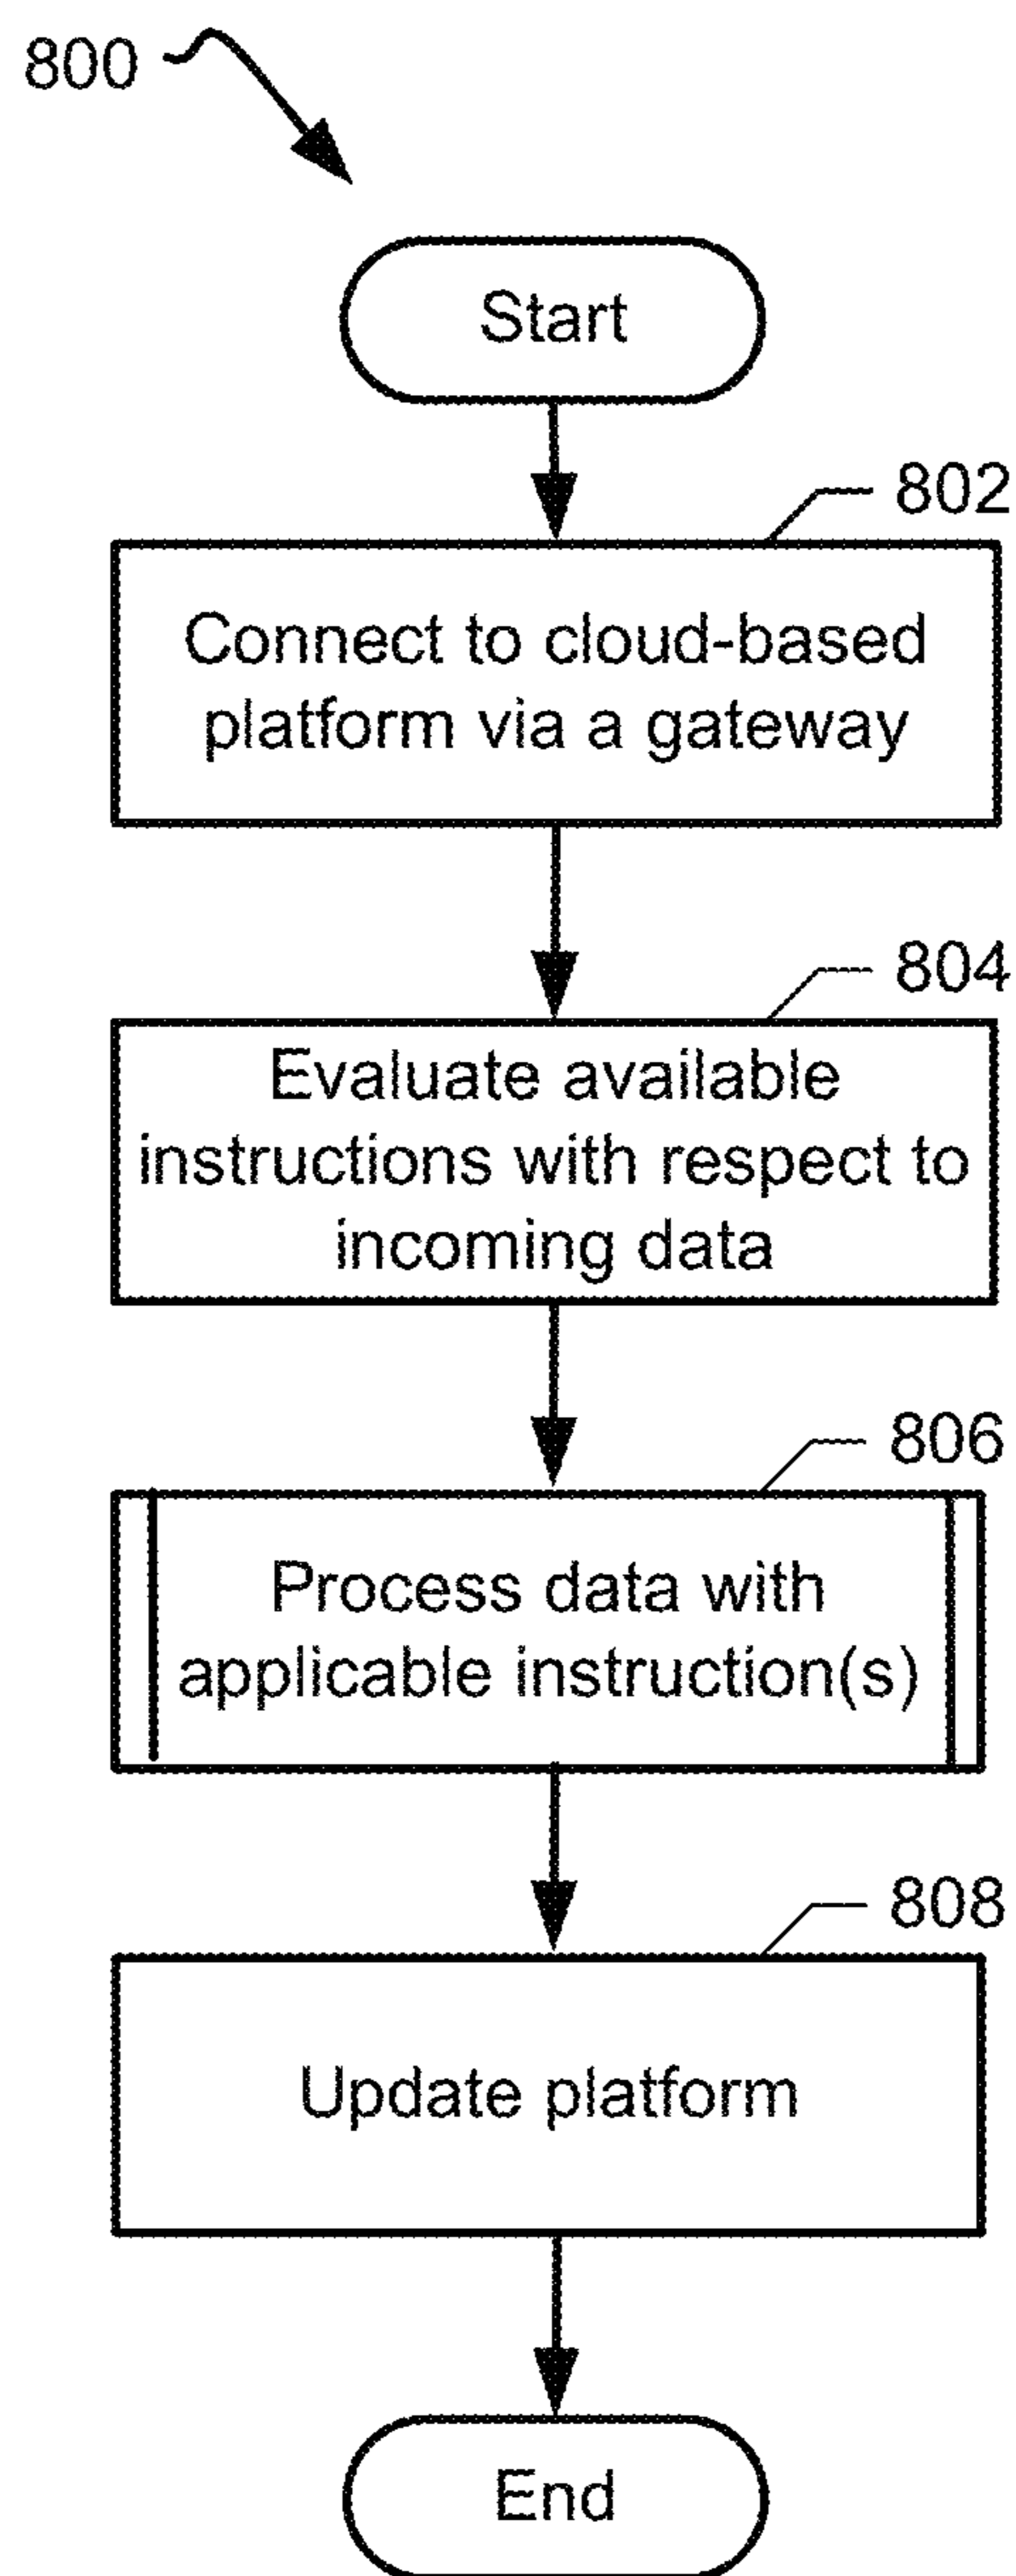 800
Start
802
Connect to cloud-based
platform via a gateway
804
Evaluate available
instructions with respect to
incoming data
806
Process data with
applicable instruction(s)
808
Update platform
End